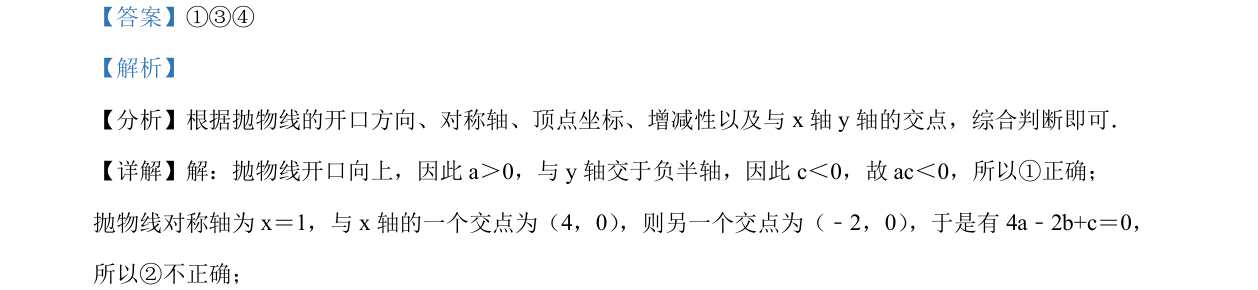 【答案】①③④
【解析】
【分析】根据抛物线的开口方向、对称轴、顶点坐标、增减性以及与 x 轴 y 轴的交点，综合判断即可．
【详解】解：抛物线开口向上，因此 a＞0，与 y 轴交于负半轴，因此 c＜0，故 ac＜0，所以①正确；
抛物线对称轴为 x＝1，与 x 轴的一个交点为（4，0），则另一个交点为（﹣2，0），于是有 4a﹣2b+c＝0，
所以②不正确；